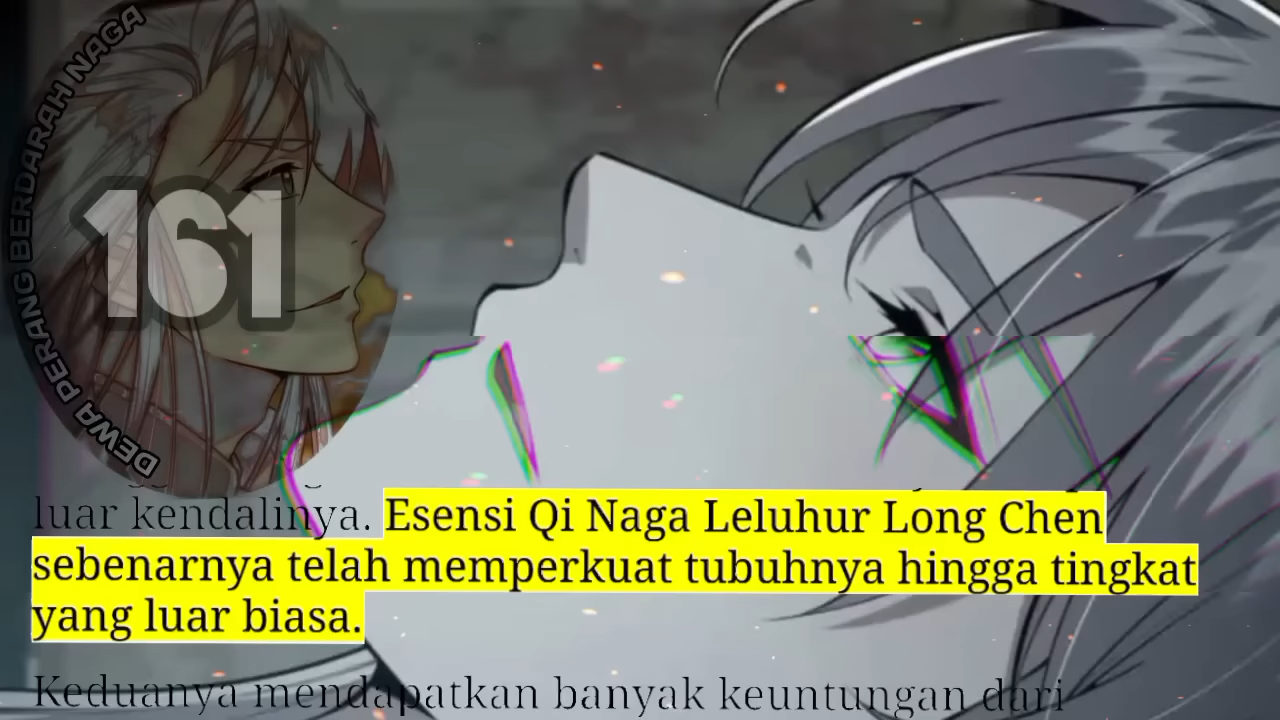 DEWA PERANG BERDARAH NAGA
161
luar kendalinya. Esensi Qi Naga Leluhur Long Chen
sebenarnya telah memperkuat tubuhnya hingga tingkat
yang luar biasa.
Keduanya mendapatkan banyak keuntungan dari